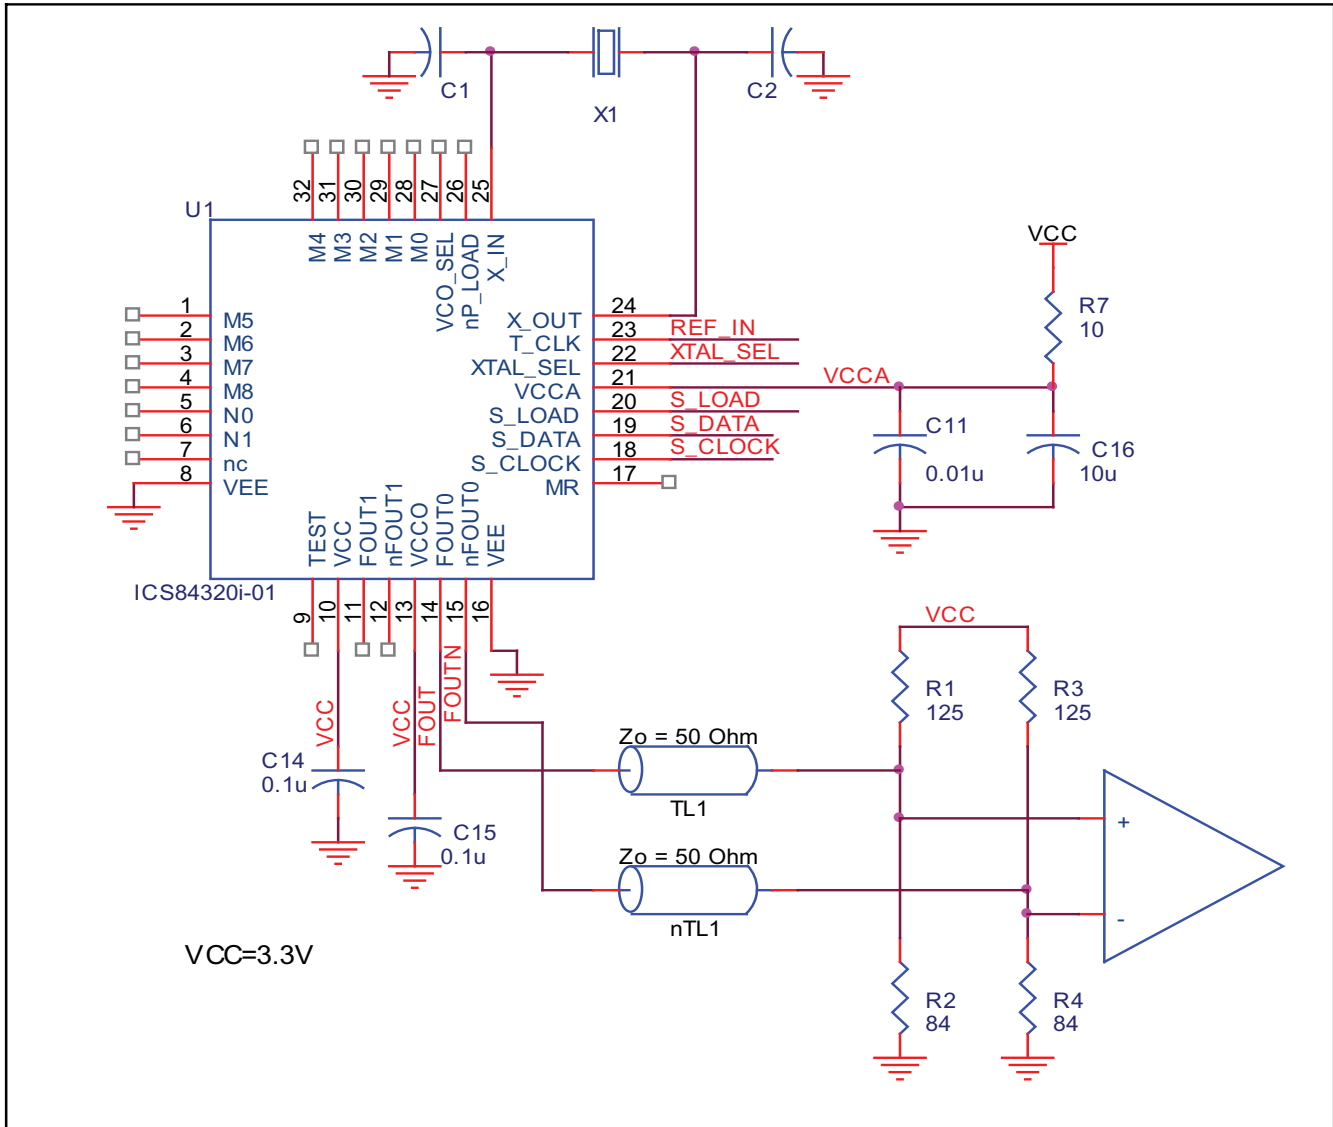 C1
X1
C2
U1
32
31
30
29
28
27
26
25
M4
M3
M2
M1
M0
VCO_SEL
nP_LOAD
X_IN
1
2
3
4
5
6
7
8
M5
M6
M7
M8
N0
N1
nc
VEE
X_OUT
T_CLK
XTAL_SEL
VCCA
S_LOAD
S_DATA
S_CLOCK
MR
24
23
22
21
20
19
18
17
REF_IN
XTAL_SEL
VCCA
S_LOAD
S_DATA
S_CLOCK
VCC
R7
10
C11
0.01u
C16
10u
TEST
VCC
FOUT1
nFOUT1
VCCO
FOUT0
nFOUT0
VEE
ICS84320i-01
9
10
11
12
13
14
15
16
VCC
VCC
FOUT
FOUTN
C14
0.1u
C15
0.1u
Zo = 50 Ohm
TL1
Zo = 50 Ohm
nTL1
VCC
R1
125
R3
125
+
-
R2
84
R4
84
VCC=3.3V